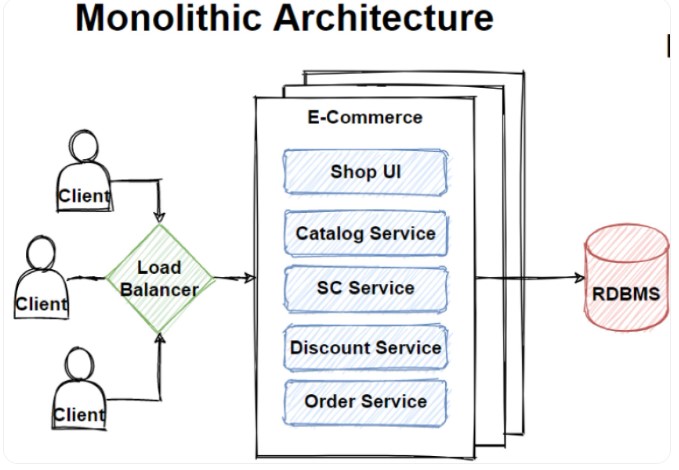 Monolithic Architecture
E-Commerce
Shop UI
Catalog Service
SC Service
Discount Service
Order Service
Client
Client
Client
Load
Balancer
RDBMS